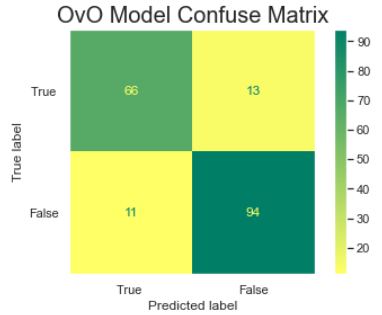 OvO Model Confuse Matrix
True
66
13
False
11
94
True
False
Predicted label
True label
90
80
70
60
50
40
30
20